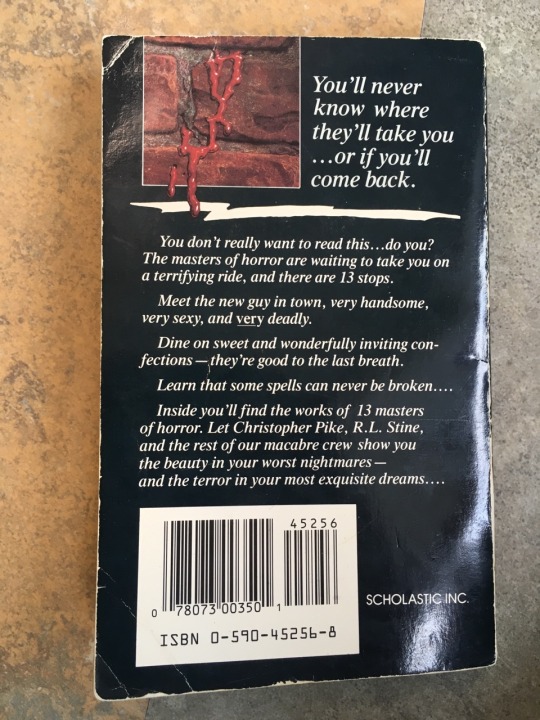 You'll never
know where
they'll take you
...or if you'll
come back.
You don't really want to read this...do you?
The masters of horror are waiting to take you on
a terrifying ride, and there are 13 stops.
Meet the new guy in town, very handsome,
very sexy, and very deadly.
Dine on sweet and wonderfully inviting con-
fections—they're good to the last breath.
Learn that some spells can never be broken....
Inside you'll find the works of 13 masters
of horror. Let Christopher Pike, R.L. Stine,
and the rest of our macabre crew show you
the beauty in your worst nightmares—
and the terror in your most exquisite dreams....
45256
0 78073 00350 1
SCHOLASTIC INC.
ISBN 0-590-45256-8